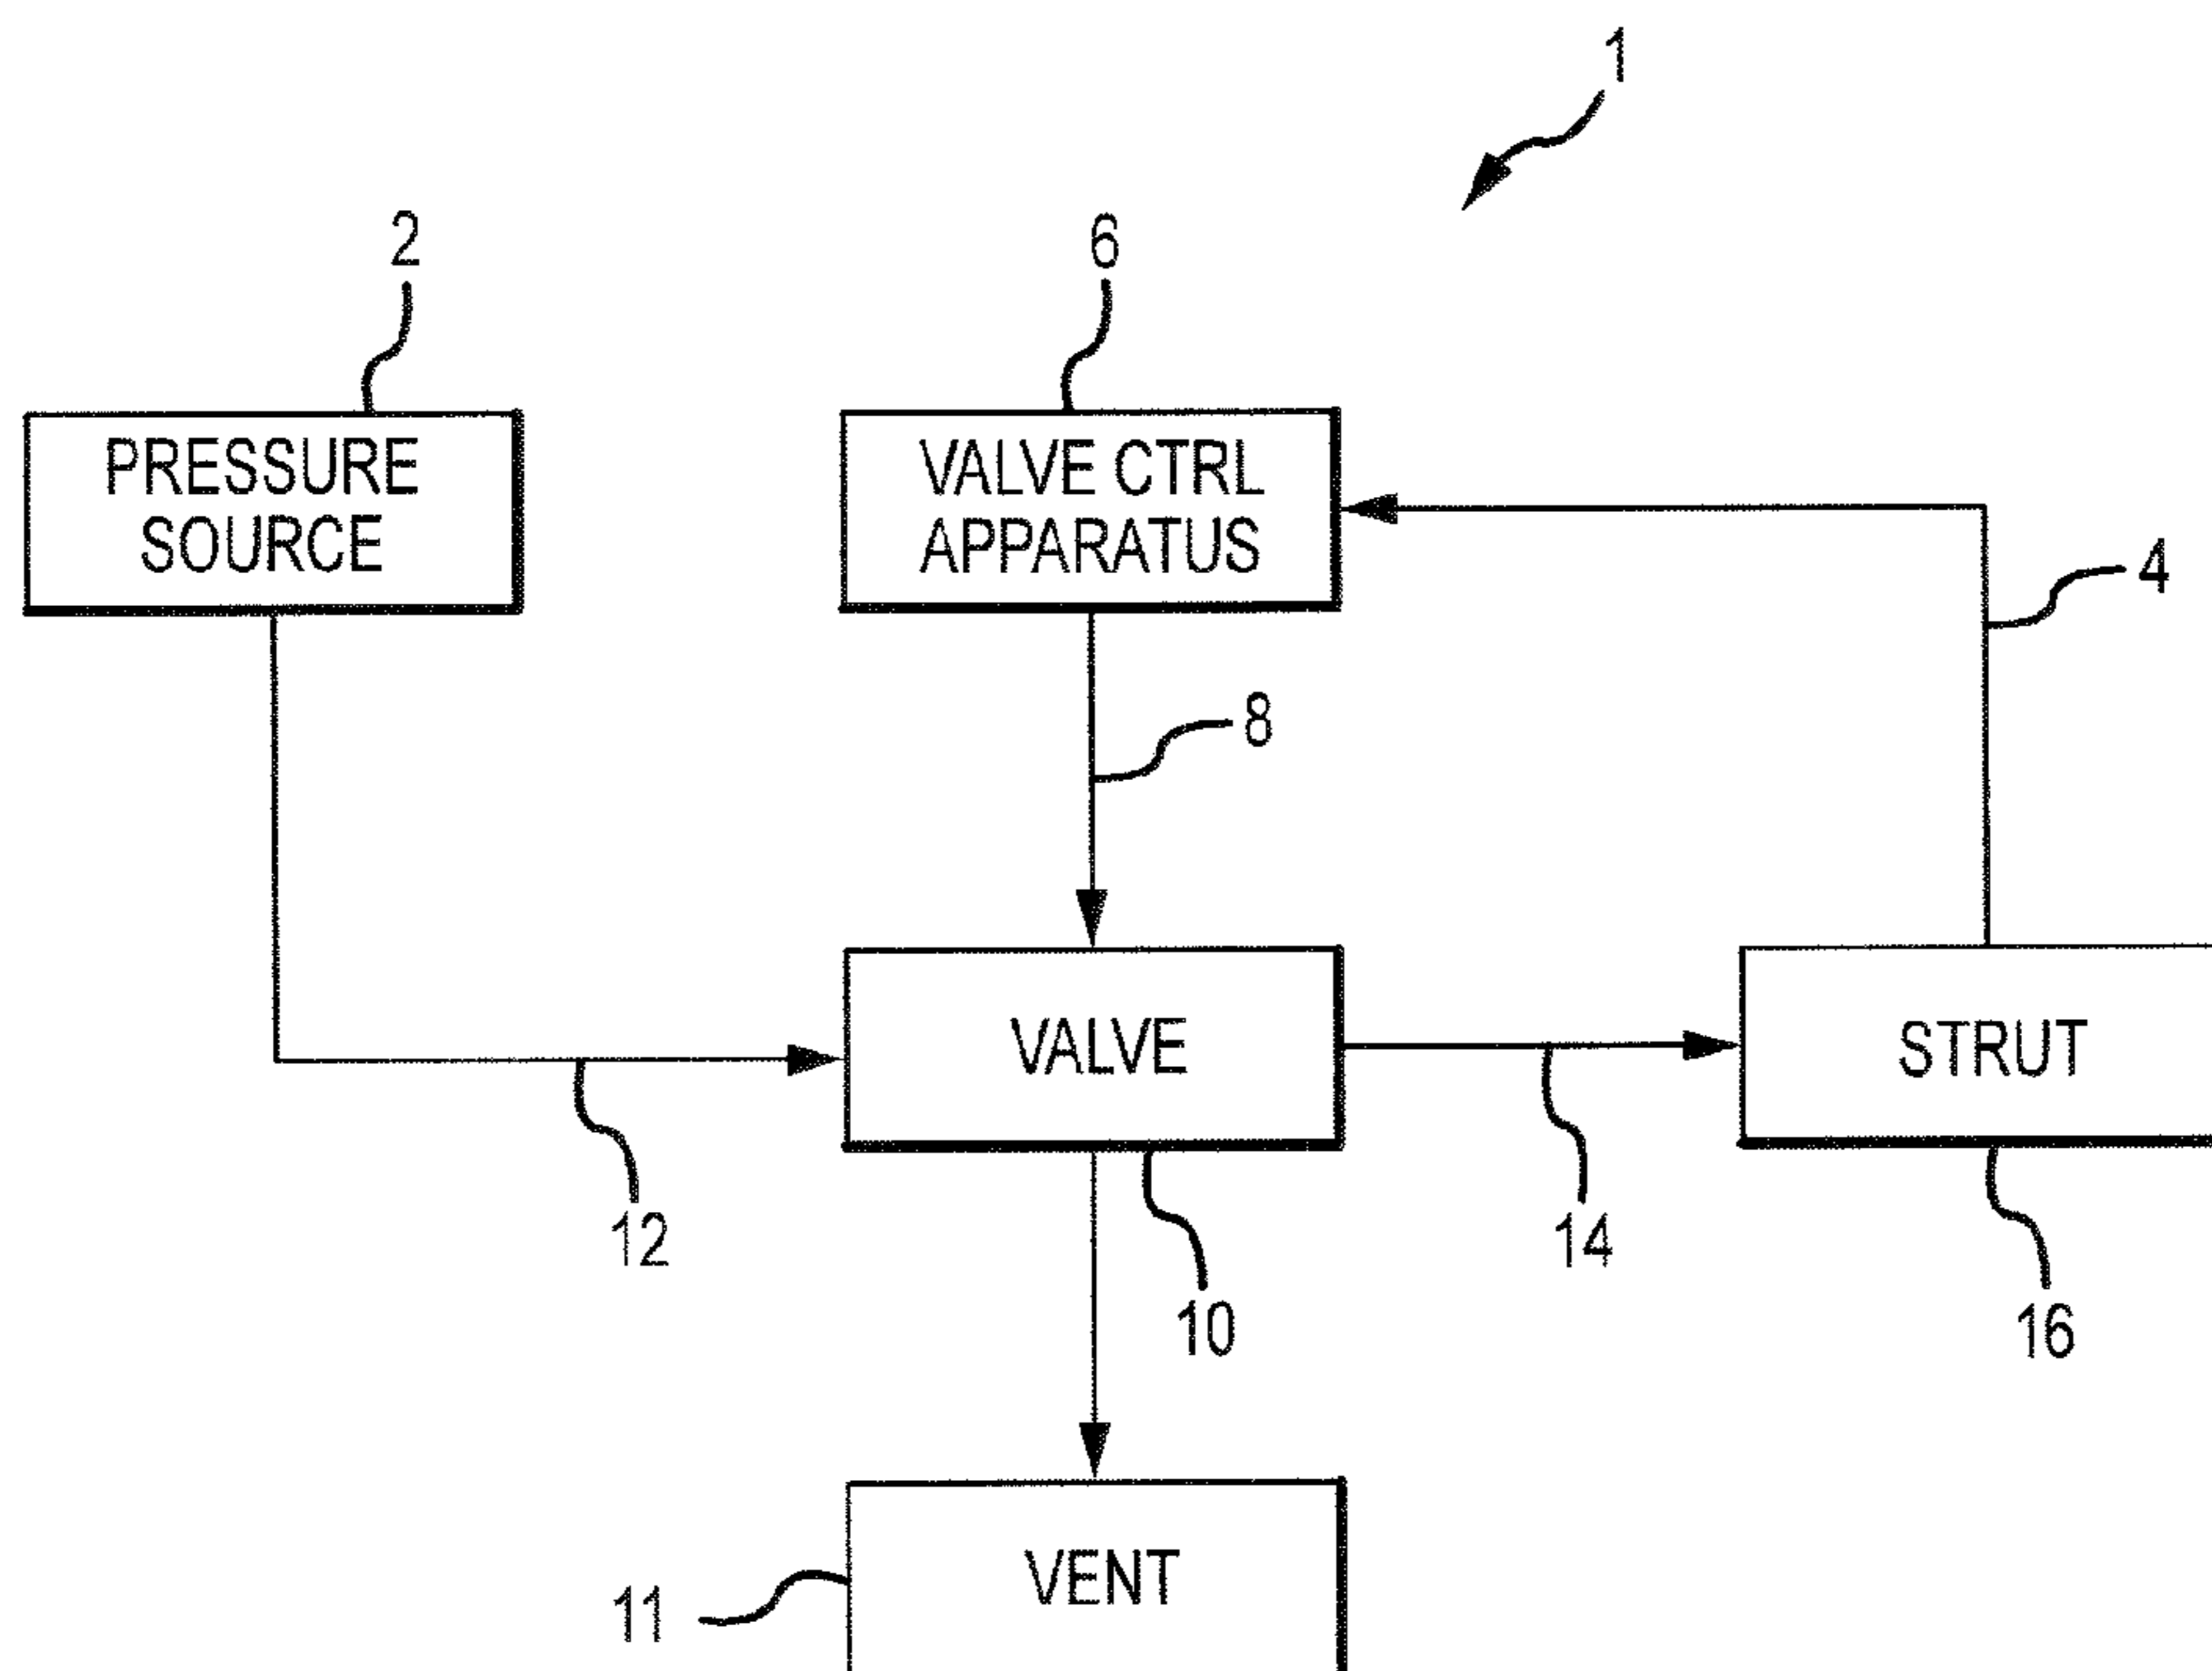 1
2
6
PRESSURE
SOURCE
VALVE CTRL
APPARATUS
4
8
VALVE
STRUT
12
14
10
16
VENT
11